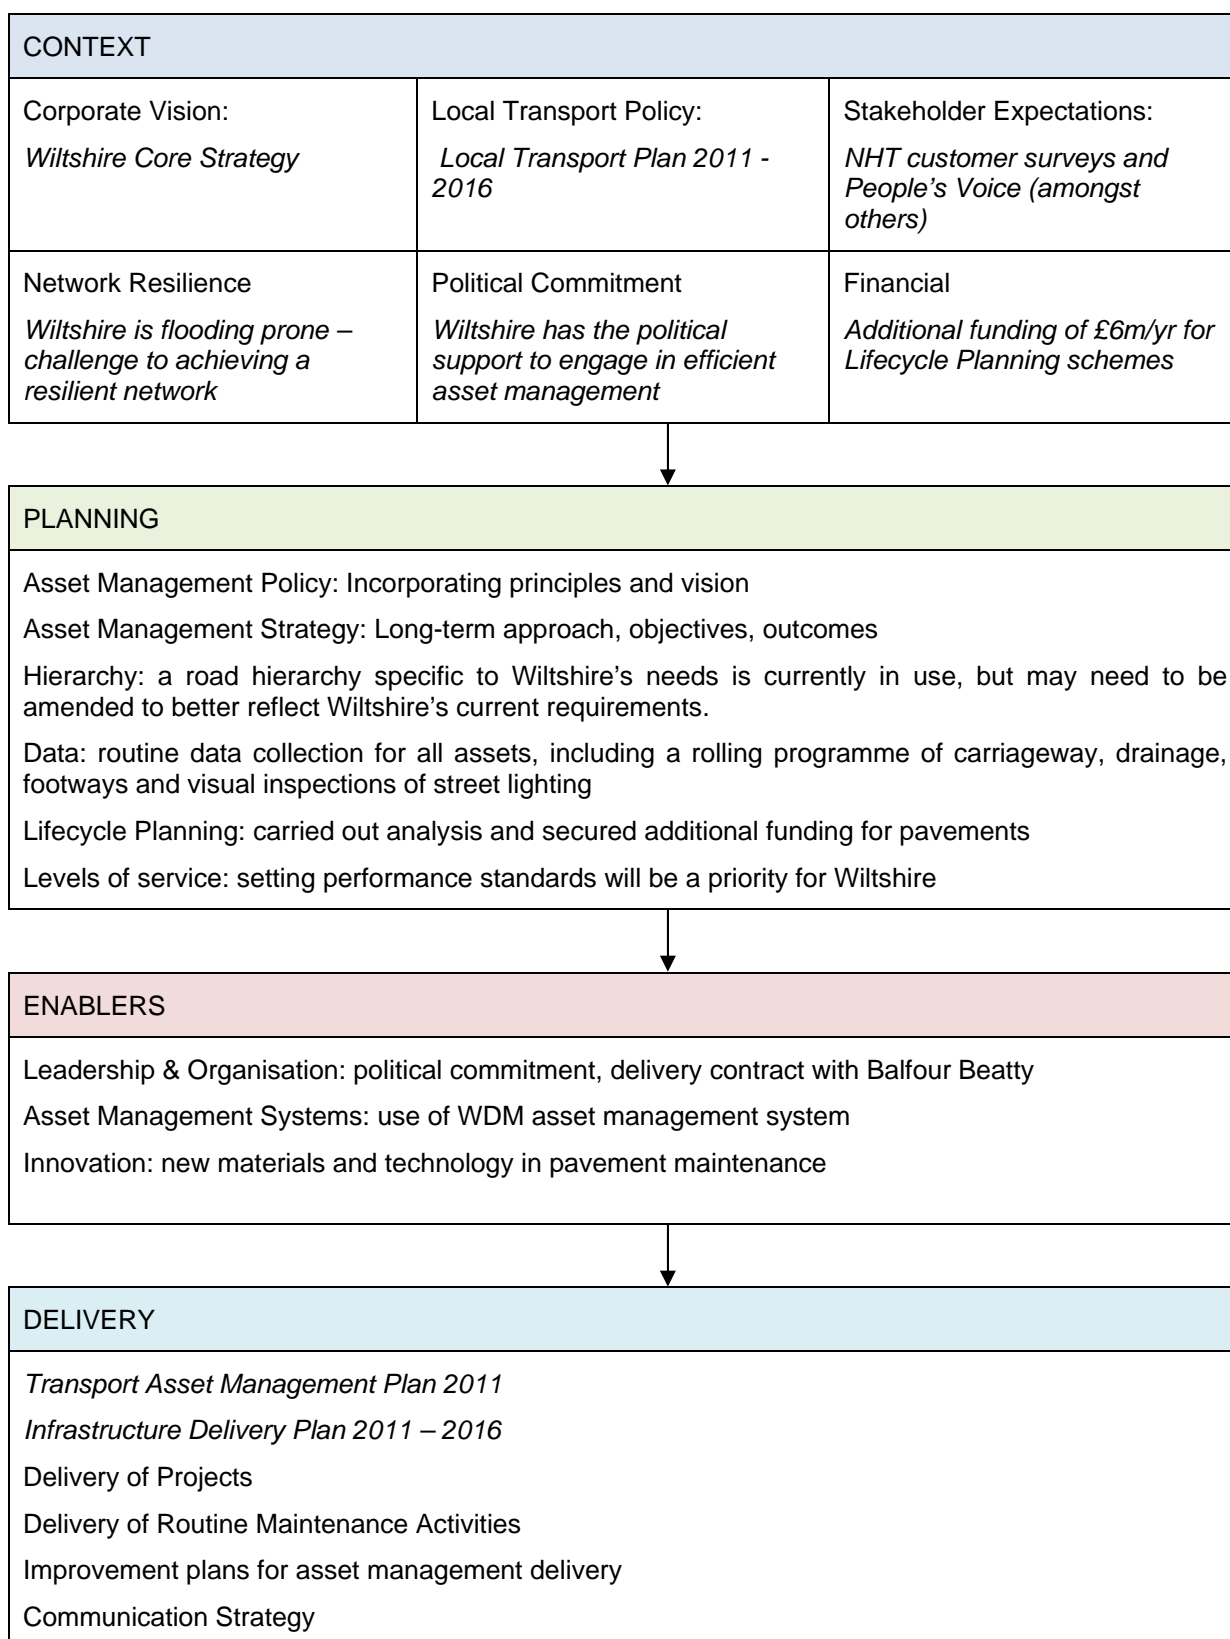 CONTEXT
Corporate Vision:
Wiltshire Core Strategy
Local Transport Policy:
Local Transport Plan 2011 -
2016
Stakeholder Expectations:
NHT customer surveys and
People's Voice (amongst
others)
Network Resilience
Wiltshire is flooding prone –
challenge to achieving a
resilient network
Political Commitment
Wiltshire has the political
support to engage in efficient
asset management
Financial
Additional funding of £6m/yr for
Lifecycle Planning schemes
PLANNING
Asset Management Policy: Incorporating principles and vision
Asset Management Strategy: Long-term approach, objectives, outcomes
Hierarchy: a road hierarchy specific to Wiltshire's needs is currently in use, but may need to be
amended to better reflect Wiltshire's current requirements.
Data: routine data collection for all assets, including a rolling programme of carriageway, drainage,
footways and visual inspections of street lighting
Lifecycle Planning: carried out analysis and secured additional funding for pavements
Levels of service: setting performance standards will be a priority for Wiltshire
ENABLERS
Leadership & Organisation: political commitment, delivery contract with Balfour Beatty
Asset Management Systems: use of WDM asset management system
Innovation: new materials and technology in pavement maintenance
DELIVERY
Transport Asset Management Plan 2011
Infrastructure Delivery Plan 2011 – 2016
Delivery of Projects
Delivery of Routine Maintenance Activities
Improvement plans for asset management delivery
Communication Strategy